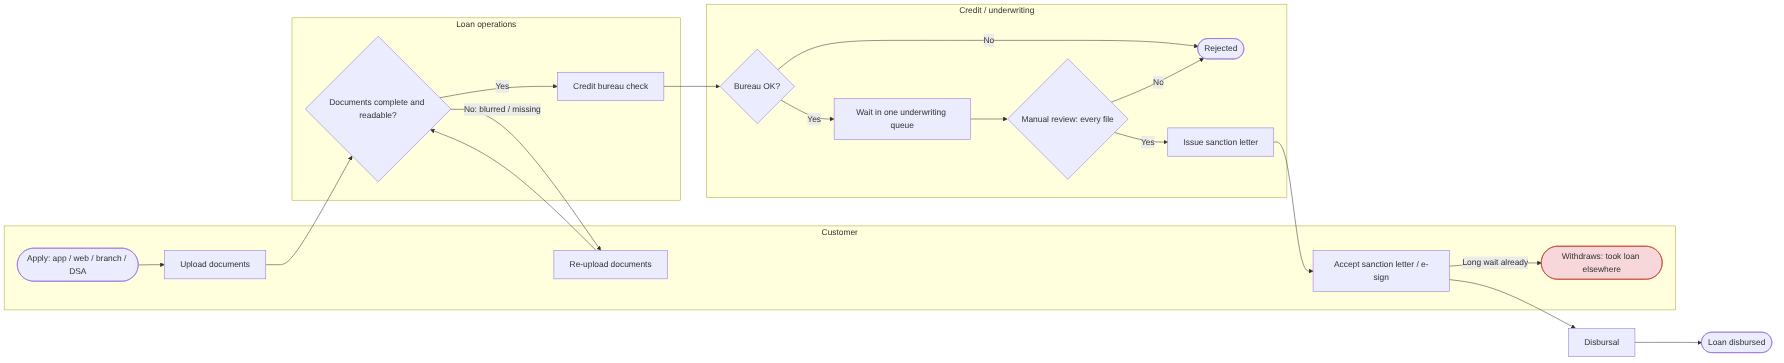 Loan operations
Documents complete and
readable?
Yes
No: blurred / missing
Credit bureau check
Credit / underwriting
Bureau OK?
No
Yes
Wait in one underwriting
queue
Manual review: every file
No
Yes
Rejected
Issue sanction letter
Customer
Apply: app / web / branch /
DSA
Upload documents
Re-upload documents
Accept sanction letter / e-
sign
Long wait already
Withdraws: took loan
elsewhere
Disbursal
Loan disbursed